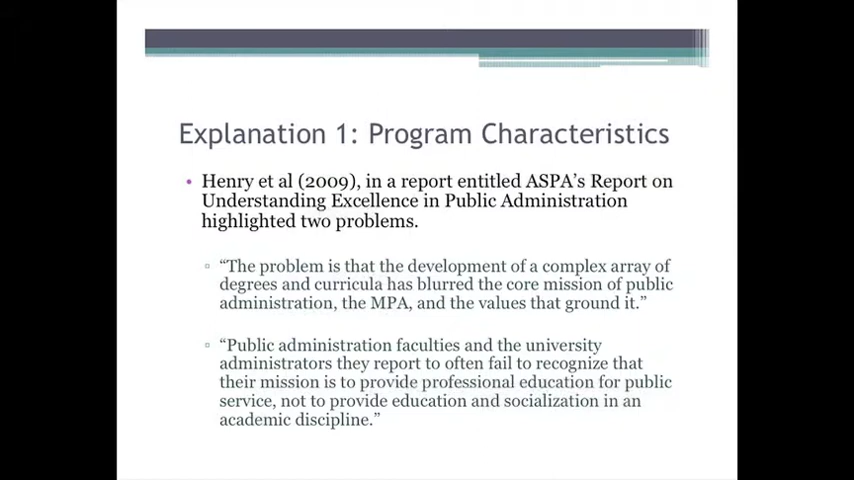 Explanation 1: Program Characteristics
• Henry et al (2009), in a report entitled ASPA’s Report on
Understanding Excellence in Public Administration
highlighted two problems.
▫ “The problem is that the development of a complex array of
degrees and curricula has blurred the core mission of public
administration, the MPA, and the values that ground it.”
▫ “Public administration faculties and the university
administrators they report to often fail to recognize that
their mission is to provide professional education for public
service, not to provide education and socialization in an
academic discipline.”